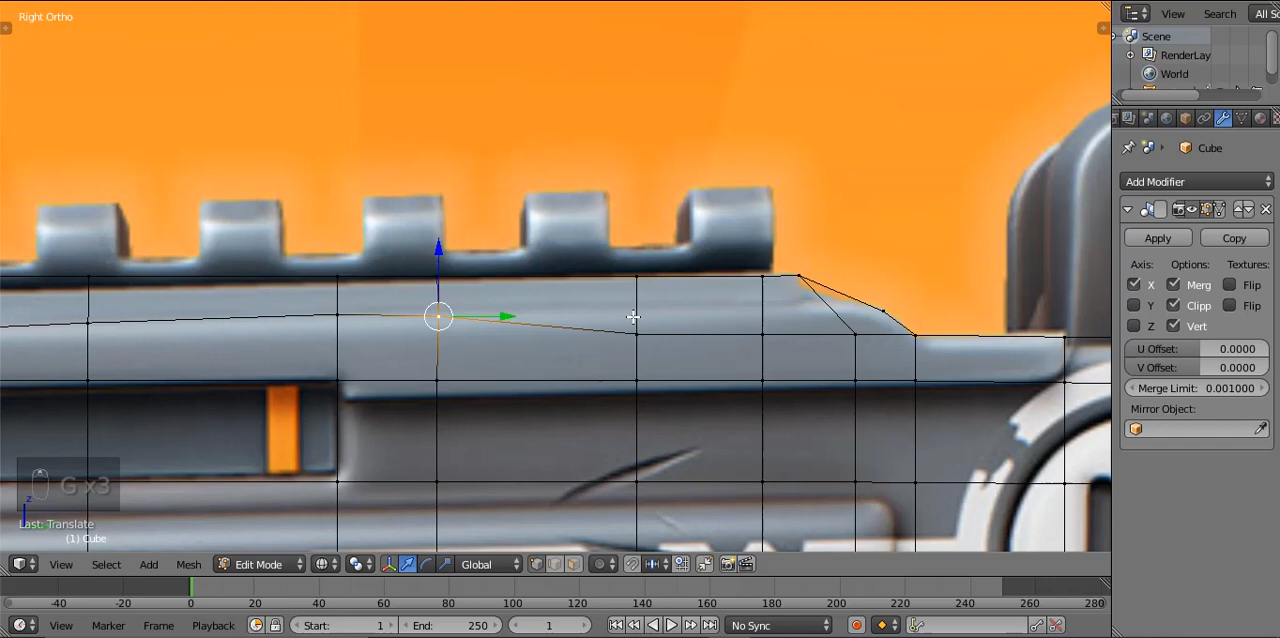 Right Ortho
View Search All Sc
Scene
RenderLay
World
Cube
Add Modifier
Apply Copy
Axis: Options: Textures:
X Merg Flip
Y Clipp Flip
Z Vert
U Offset: 0.0000
V Offset: 0.0000
Merge Limit: 0.001000
Mirror Object:
G x3
z
Last: Translate
(1) Cube
View Select Add Mesh Edit Mode Global
-40 -20 0 20 40 60 80 100 120 140 160 180 200 220 240 260 280
View Marker Frame Playback Start: 1 End: 250 1 No Sync